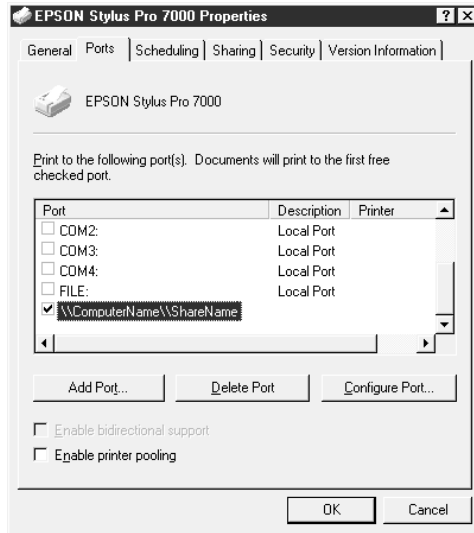 EPSON Stylus Pro 7000 Properties
General Ports Scheduling Sharing Security Version Information
EPSON Stylus Pro 7000
Print to the following port(s). Documents will print to the first free
checked port.
Port Description Printer
COM2: Local Port
COM3: Local Port
COM4: Local Port
FILE: Local Port
\\ComputerName\\ShareName
Add Port... Delete Port Configure Port...
Enable bidirectional support
Enable printer pooling
OK Cancel